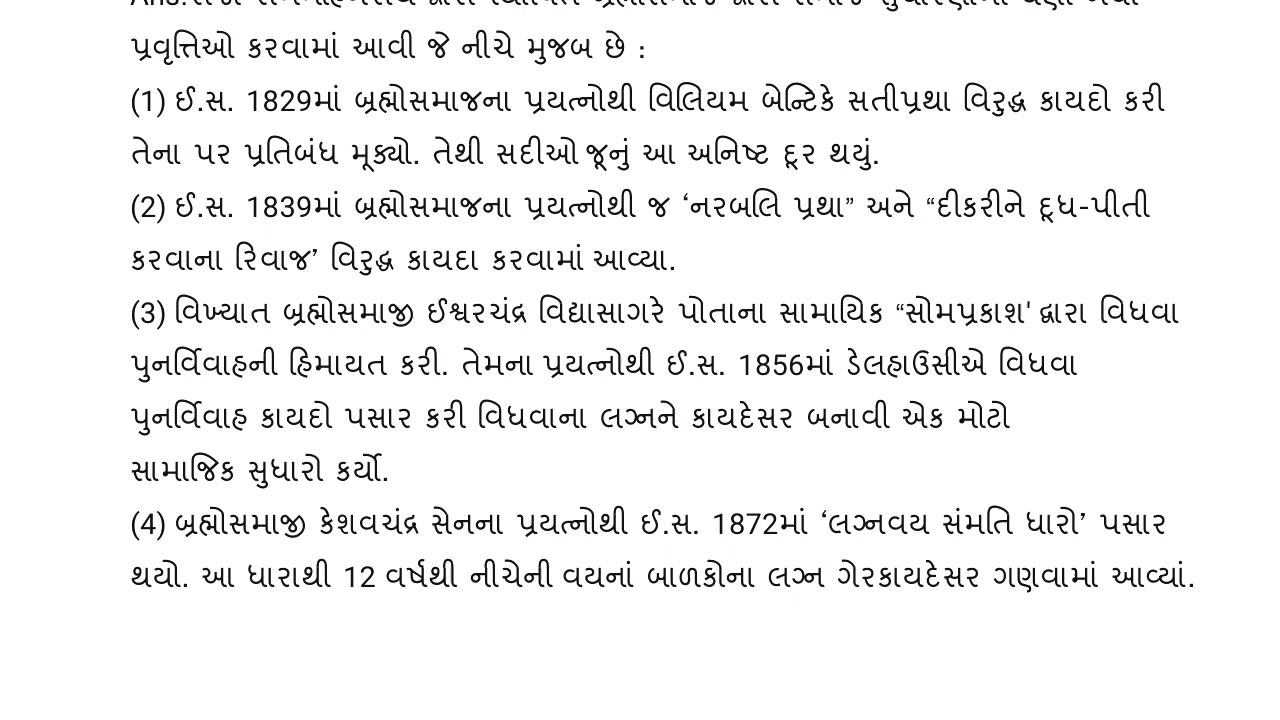 પ્રવૃત્તિઓ કરવામાં આવી જે નીચે મુજબ છે :
(1) ઈ.સ. 1829માં બ્રહ્મોસમાજના પ્રયત્નોથી વિલિયમ બેન્ટિકે સતીપ્રથા વિરુદ્ધ કાયદો કરી
તેના પર પ્રતિબંધ મૂક્યો. તેથી સદીઓ જૂનું આ અનિષ્ટ દૂર થયું.
(2) ઈ.સ. 1839માં બ્રહ્મોસમાજના પ્રયત્નોથી જ ‘નરબલિ પ્રથા” અને “દીકરીને દૂધ-પીતી
કરવાના રિવાજ’ વિરુદ્ધ કાયદા કરવામાં આવ્યા.
(3) વિખ્યાત બ્રહ્મોસમાજી ઈશ્વરચંદ્ર વિદ્યાસાગરે પોતાના સામાયિક “સોમપ્રકાશ' દ્વારા વિધવા
પુનર્વિવાહની હિમાયત કરી. તેમના પ્રયત્નોથી ઈ.સ. 1856માં ડેલહાઉસીએ વિધવા
પુનર્વિવાહ કાયદો પસાર કરી વિધવાના લગ્નને કાયદેસર બનાવી એક મોટો
સામાજિક સુધારો કર્યો.
(4) બ્રહ્મોસમાજી કેશવચંદ્ર સેનના પ્રયત્નોથી ઈ.સ. 1872માં ‘લગ્નવય સંમતિ ધારો’ પસાર
થયો. આ ધારાથી 12 વર્ષથી નીચેની વયનાં બાળકોના લગ્ન ગેરકાયદેસર ગણવામાં આવ્યાં.